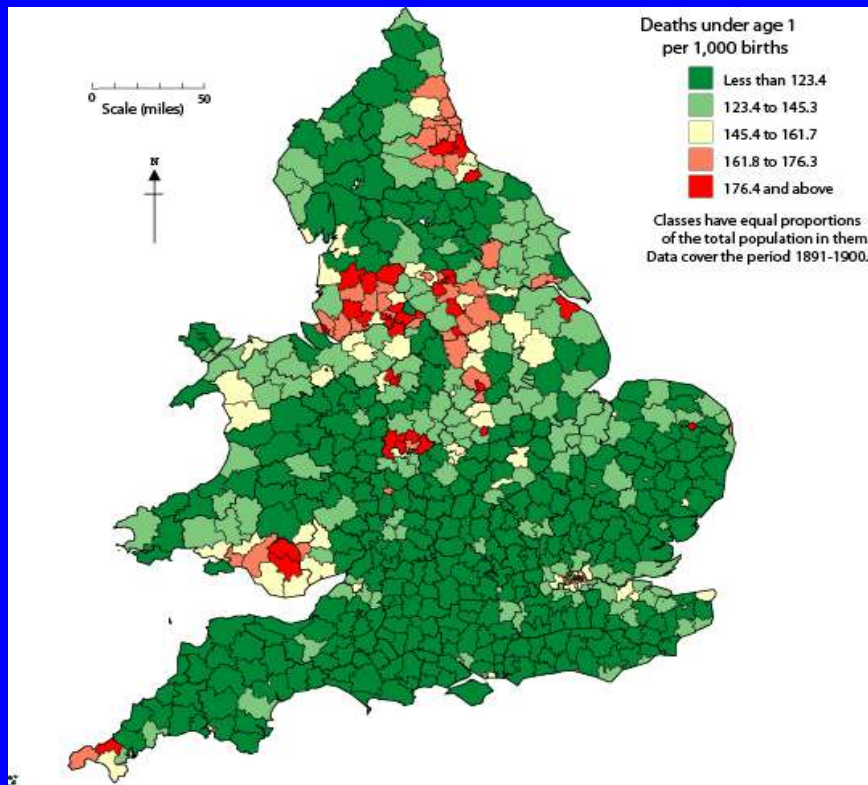 Deaths under age 1
per 1,000 births
Less than 123.4
123.4 to 145.3
145.4 to 161.7
161.8 to 176.3
176.4 and above
Classes have equal proportions
of the total population in them.
Data cover the period 1891-1900.
0 50
Scale (miles)
N